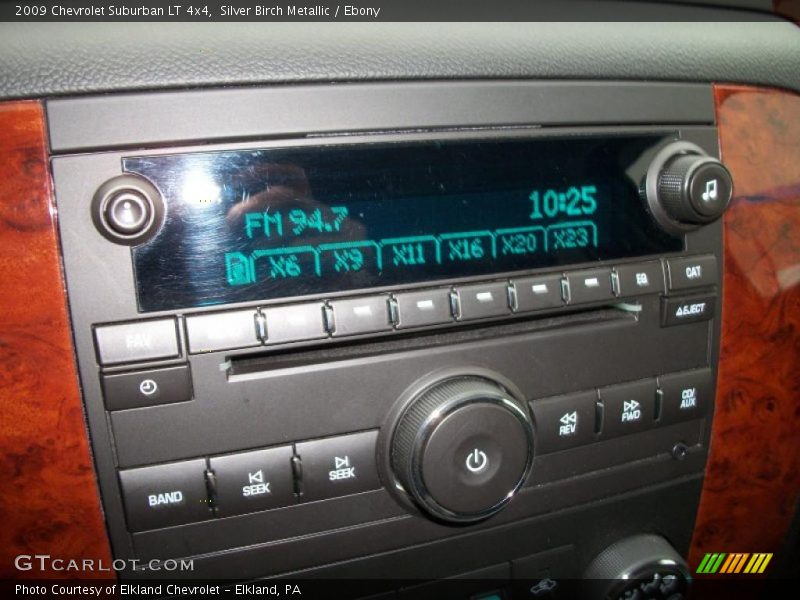 2009 Chevrolet Suburban LT 4x4,  Silver Birch Metallic / Ebony
FM 94.7
10:25
X6 X9 X11 X16 X20 X23
FAV
EQ
CAT
EJECT
REV
FWD
CD/
AUX
BAND
SEEK
SEEK
GTCARLOT.COM
Photo Courtesy of Elkland Chevrolet - Elkland, PA